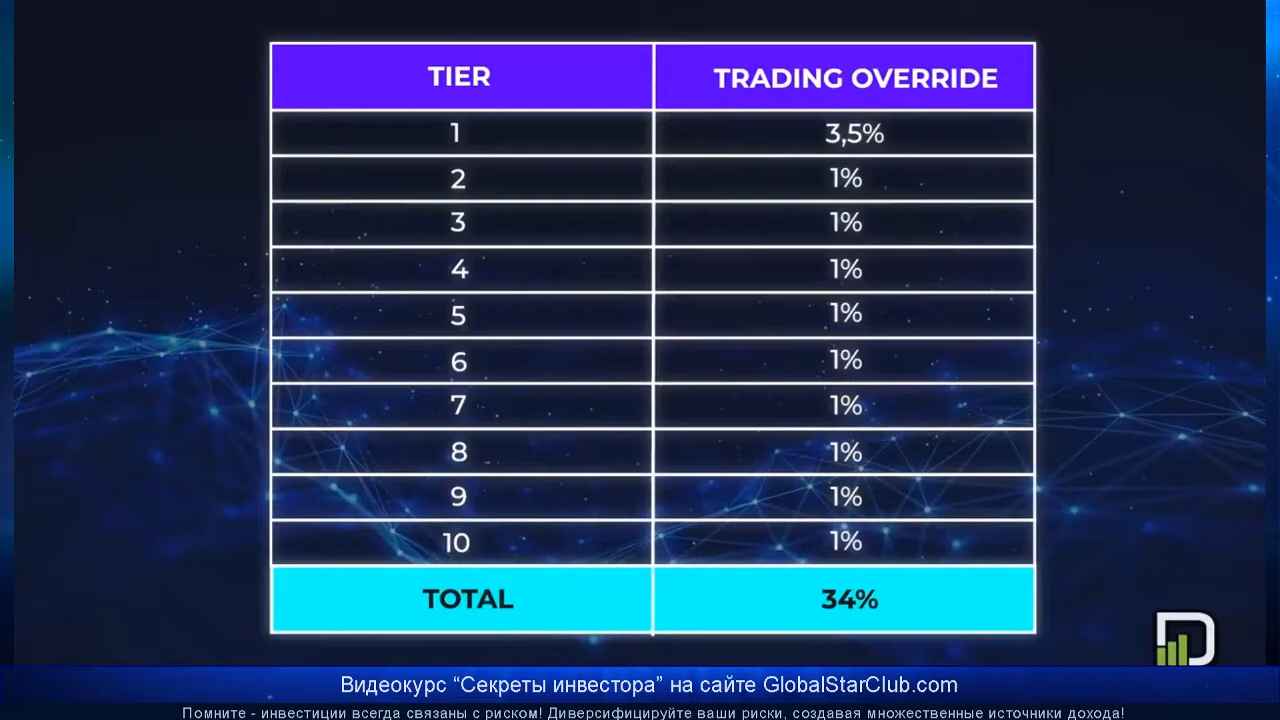 TIER TRADING OVERRIDE
1 3,5%
2 1%
3 1%
4 1%
5 1%
6 1%
7 1%
8 1%
9 1%
10 1%
TOTAL 34%
Видеокурс “Секреты инвестора” на сайте GlobalStarClub.com
Помните - инвестиции всегда связаны с риском! Диверсифицируйте ваши риски, создавая множественные источники дохода!